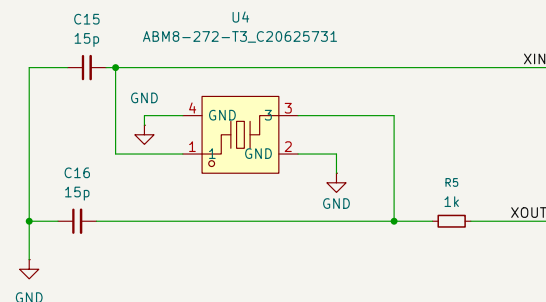 C15
15p
U4
ABM8-272-T3_C20625731
XIN
GND
4
GND
3
3
1
1
GND
2
C16
15p
GND
R5
1k
XOUT
GND